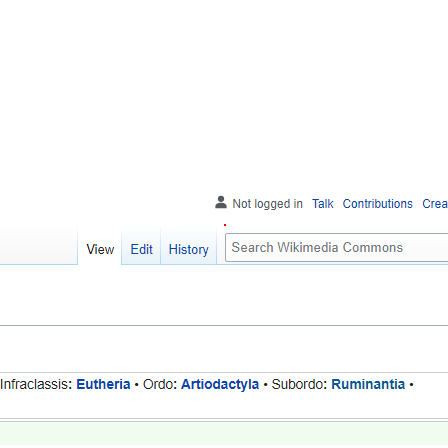 Not logged in Talk Contributions Crea
View Edit History Search Wikimedia Commons
Infraclassis: Eutheria • Ordo: Artiodactyla • Subordo: Ruminantia •